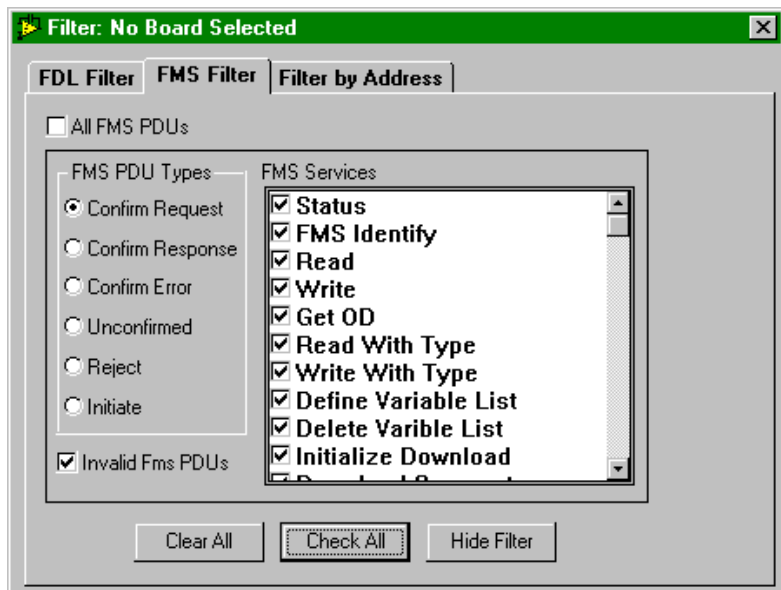 Filter: No Board Selected
FDL Filter FMS Filter Filter by Address
All FMS PDUs
FMS PDU Types
Confirm Request
Confirm Response
Confirm Error
Unconfirmed
Reject
Initiate
Invalid Fms PDUs
FMS Services
Status
FMS Identify
Read
Write
Get OD
Read With Type
Write With Type
Define Variable List
Delete Varible List
Initialize Download
Clear All Check All Hide Filter